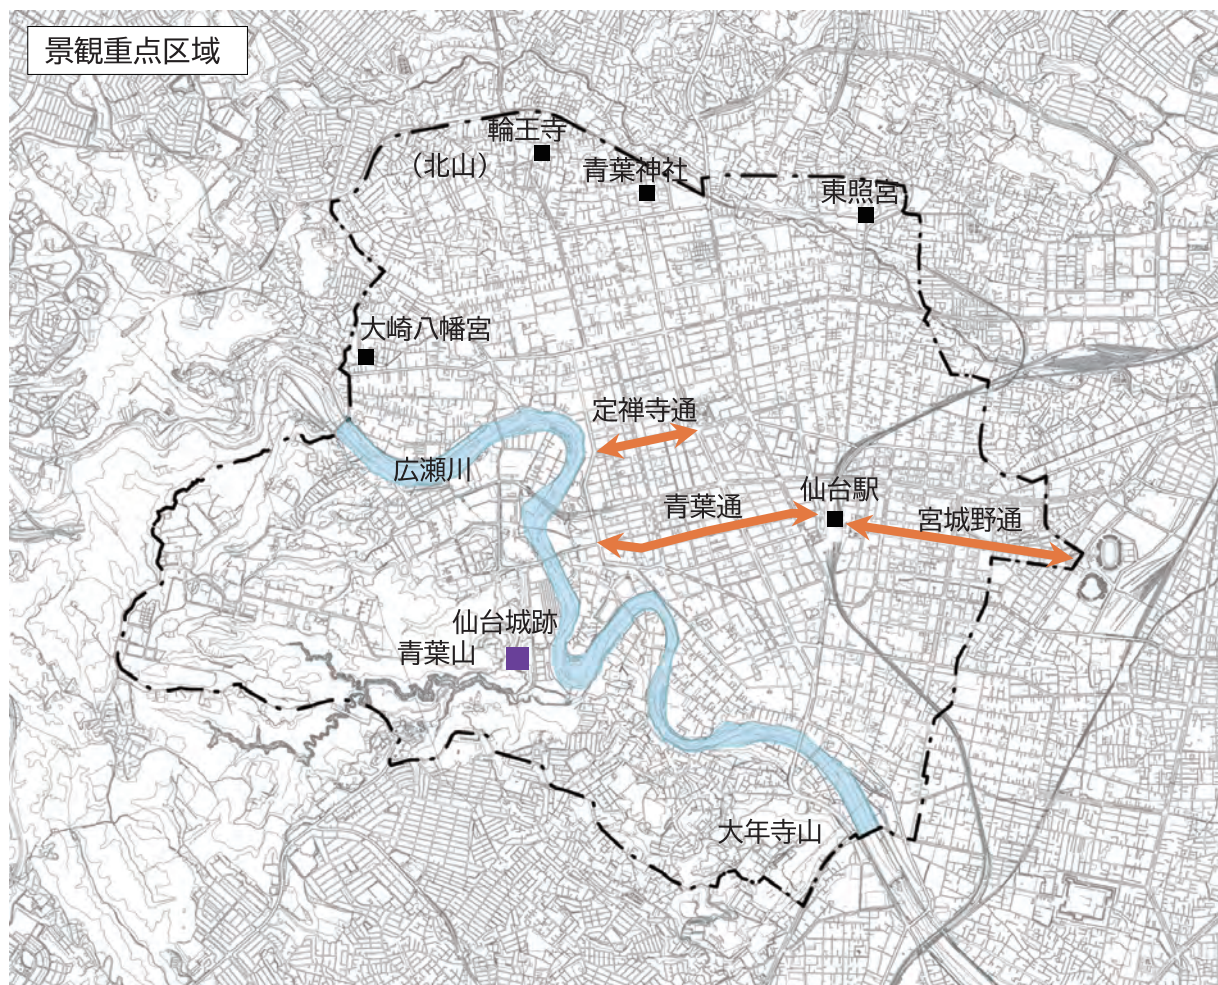 景観重点区域
輪王寺
（北山）
青葉神社
東照宮
大崎八幡宮
定禅寺通
広瀬川
仙台駅
青葉通
宮城野通
仙台城跡
青葉山
大年寺山